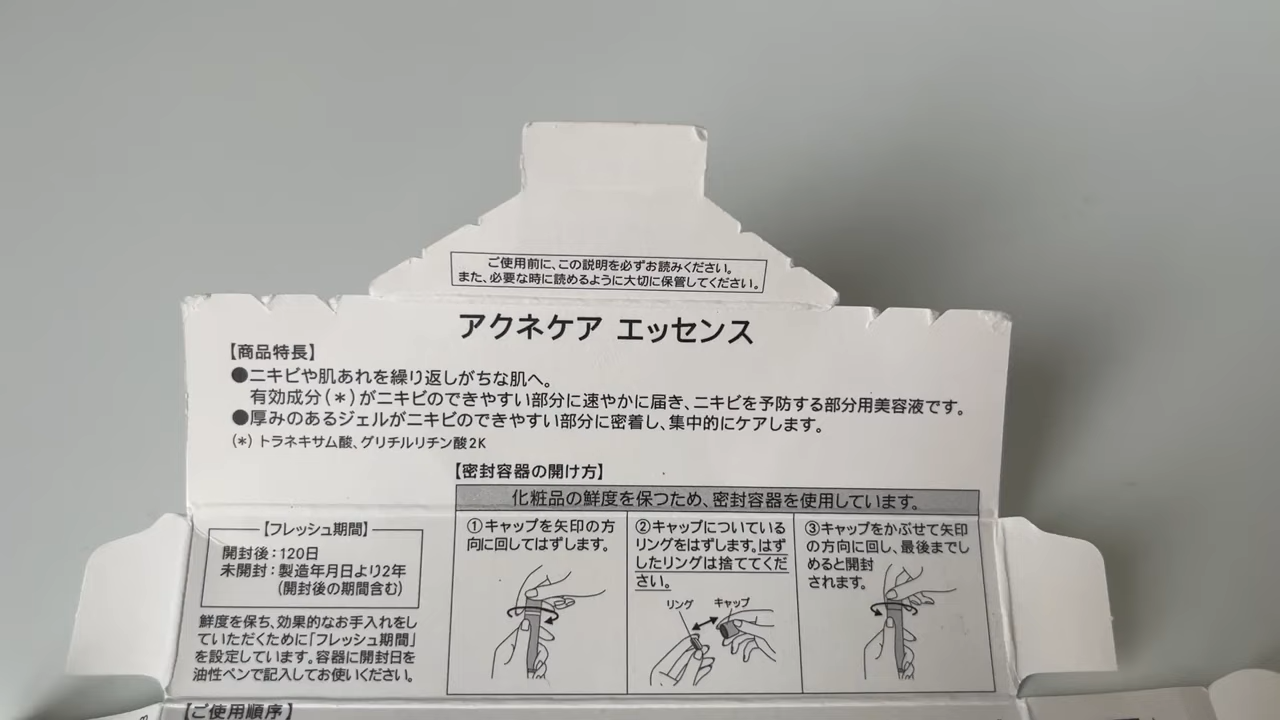 ご使用前に、この説明を必ずお読みください。
また、必要な時に読めるように大切に保管してください。
アクネケア エッセンス
【商品特長】
●ニキビや肌あれを繰り返しがちな肌へ。
有効成分(＊)がニキビのできやすい部分に速やかに届き、ニキビを予防する部分用美容液です。
●厚みのあるジェルがニキビのできやすい部分に密着し、集中的にケアします。
(＊) トラネキサム酸、グリチルリチン酸2K
【密封容器の開け方】
化粧品の鮮度を保つため、密封容器を使用しています。
①キャップを矢印の方
向に回してはずします。
②キャップについている
リングをはずします。はず
したリングは捨ててくだ
さい。
リング キャップ
③キャップをかぶせて矢印
の方向に回し、最後までし
めると開封
されます。
【フレッシュ期間】
開封後：120日
未開封：製造年月日より2年
(開封後の期間含む)
鮮度を保ち、効果的なお手入れをし
ていただくために「フレッシュ期間」
を設定しています。容器に開封日を
油性ペンで記入してお使いください。
【ご使用順序】